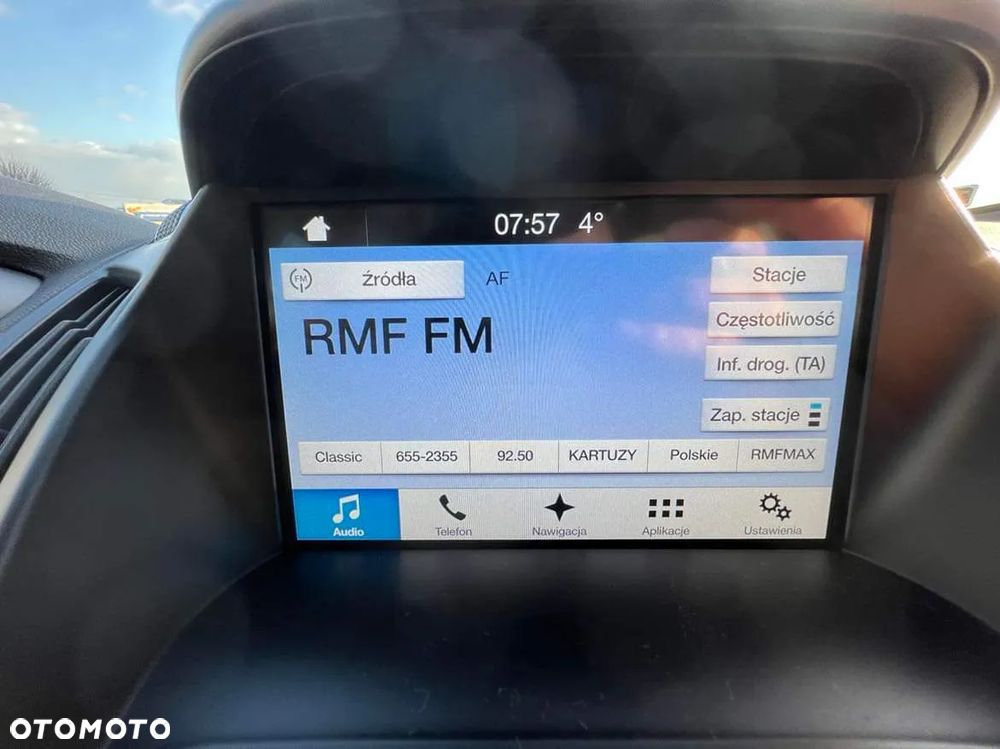 07:57 4°
FM
Źródła
AF
Stacje
RMF FM
Częstotliwość
Inf. drog. (TA)
Zap. stacje
Classic
655-2355
92.50
KARTUZY
Polskie
RMFMAX
Audio
Telefon
Nawigacja
Aplikacje
Ustawienia
OTOMOTO